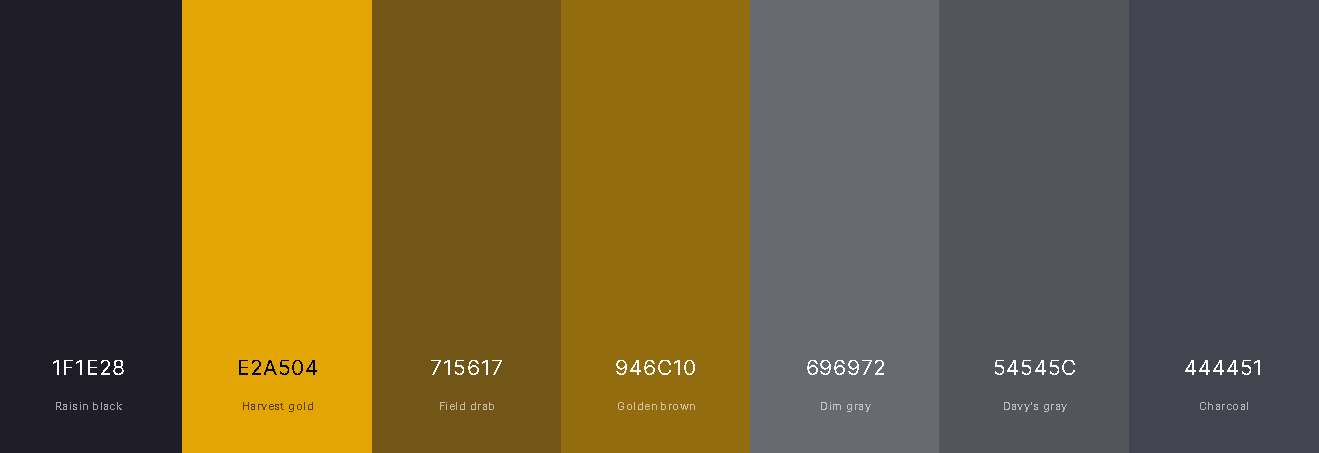 1F1E28
Raisin black
E2A504
Harvest gold
715617
Field drab
946C10
Golden brown
696972
Dim gray
54545C
Davy's gray
444451
Charcoal